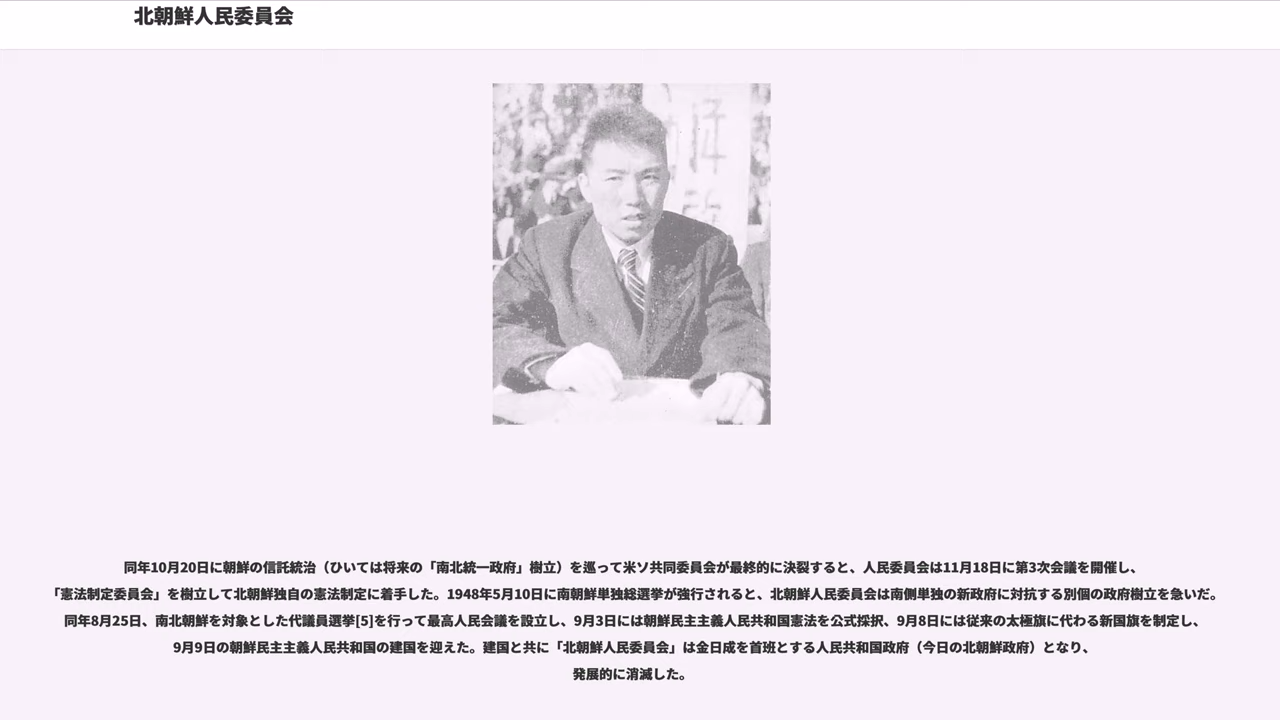 北朝鮮人民委員会
同年10月20日に朝鮮の信託統治（ひいては将来の「南北統一政府」樹立）を巡って米ソ共同委員会が最終的に決裂すると、人民委員会は11月18日に第3次会議を開催し、
「憲法制定委員会」を樹立して北朝鮮独自の憲法制定に着手した。1948年5月10日に南朝鮮単独総選挙が強行されると、北朝鮮人民委員会は南側単独の新政府に対抗する別個の政府樹立を急いだ。
同年8月25日、南北朝鮮を対象とした代議員選挙[5]を行って最高人民会議を設立し、9月3日には朝鮮民主主義人民共和国憲法を公式採択、9月8日には従来の太極旗に代わる新国旗を制定し、
9月9日の朝鮮民主主義人民共和国の建国を迎えた。建国と共に「北朝鮮人民委員会」は金日成を首班とする人民共和国政府（今日の北朝鮮政府）となり、
発展的に消滅した。